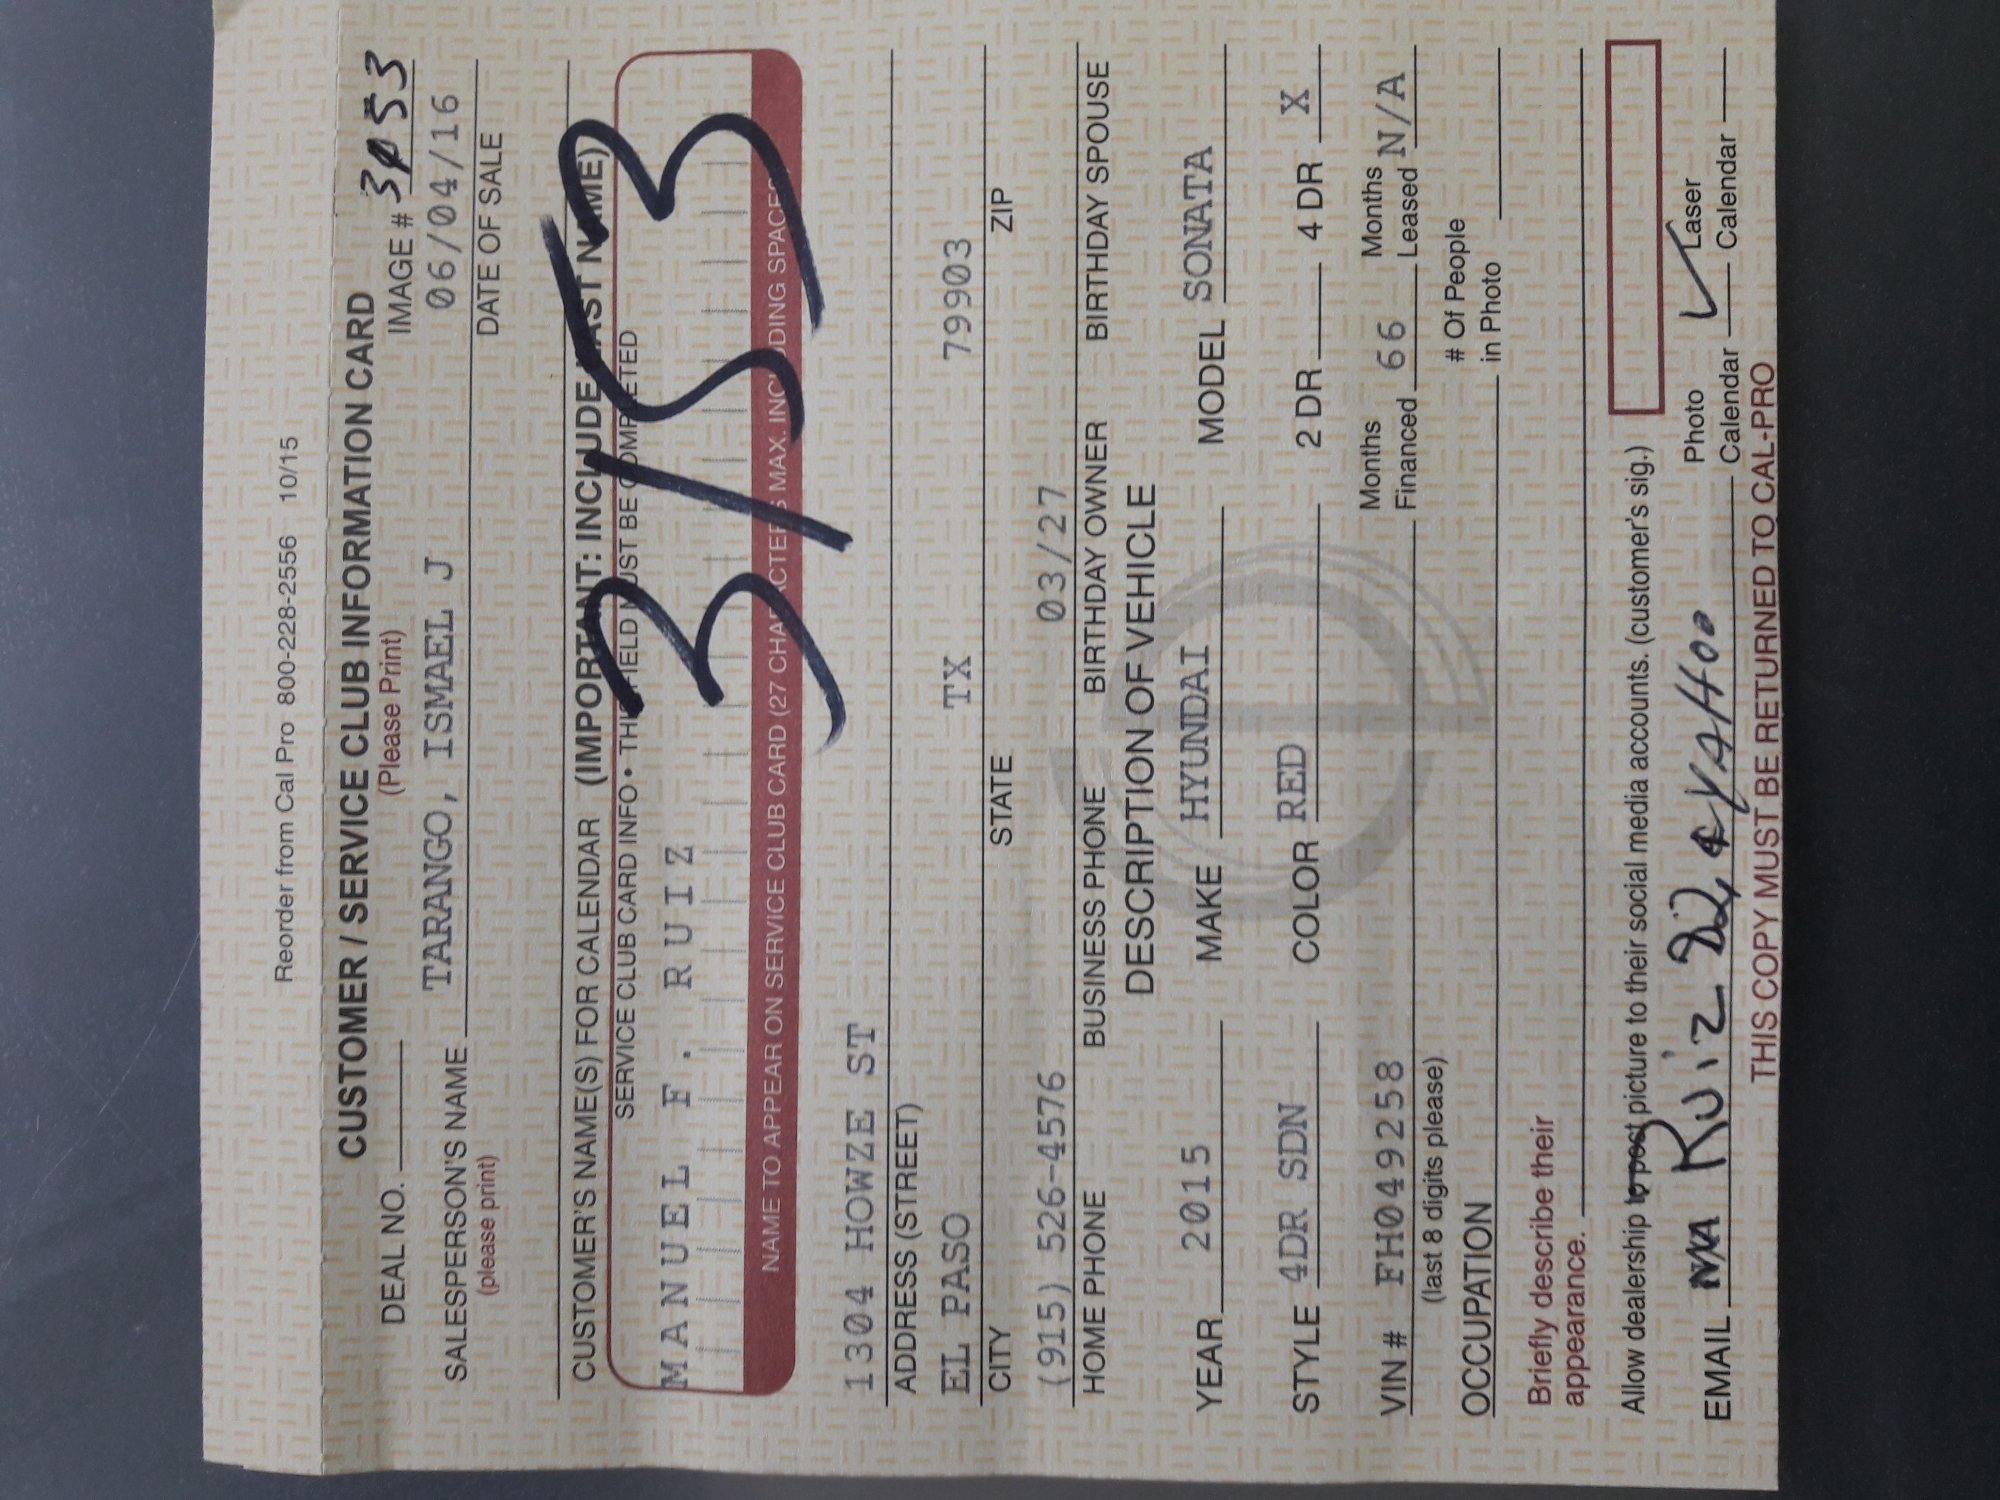 Reorder from Cal Pro 800-228-2556 10/15
CUSTOMER / SERVICE CLUB INFORMATION CARD
(Please Print)
DEAL NO. IMAGE #
TARANGO, ISMAEL J 06/04/16
SALESPERSON'S NAME DATE OF SALE
(please print)
CUSTOMER'S NAME(S) FOR CALENDAR (IMPORTANT: INCLUDE LAST NAME)
SERVICE CLUB CARD INFO • THIS FIELD MUST BE COMPLETED
MANUEL F. RUIZ
3153
NAME TO APPEAR ON SERVICE CLUB CARD (27 CHARACTERS MAX. INCLUDING SPACES)
1304 HOWZE ST
ADDRESS (STREET)
EL PASO TX 79903
CITY STATE ZIP
(915) 526-4576 03/27
HOME PHONE BUSINESS PHONE BIRTHDAY OWNER BIRTHDAY SPOUSE
DESCRIPTION OF VEHICLE
YEAR 2015 MAKE HYUNDAI MODEL SONATA
STYLE 4DR SDN COLOR RED 2 DR 4 DR X
VIN # FH049258 Months Financed 66 Months Leased N/A
(last 8 digits please)
OCCUPATION # Of People in Photo
Briefly describe their
appearance.
Allow dealership to post picture to their social media accounts. (customer's sig.)
EMAIL Ruiz YAHOO Photo Calendar Laser Calendar
THIS COPY MUST BE RETURNED TO CAL-PRO